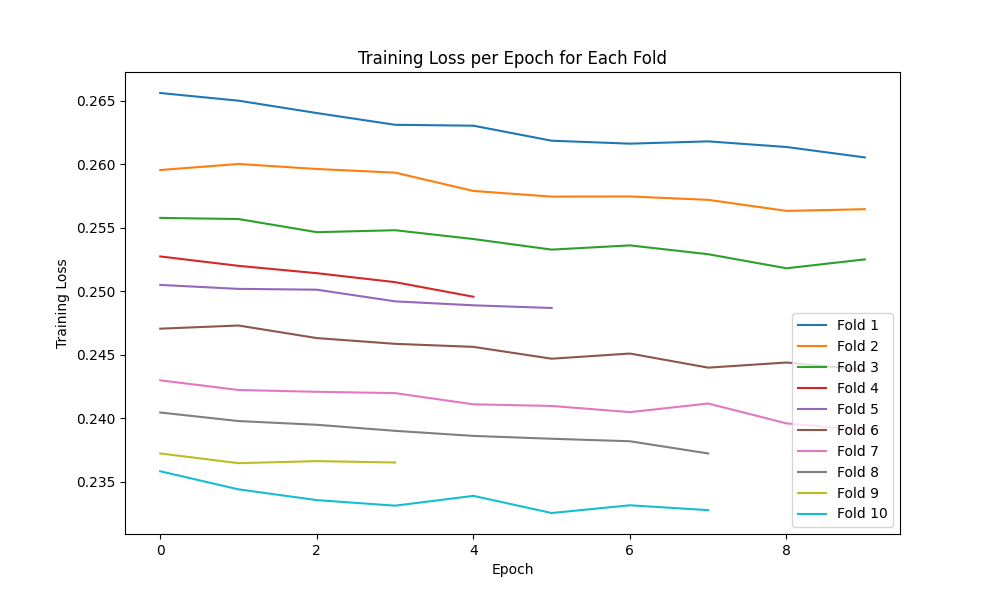 Training Loss per Epoch for Each Fold
Training Loss
0.265
0.260
0.255
0.250
0.245
0.240
0.235
0
2
4
6
8
Epoch
Fold 1
Fold 2
Fold 3
Fold 4
Fold 5
Fold 6
Fold 7
Fold 8
Fold 9
Fold 10